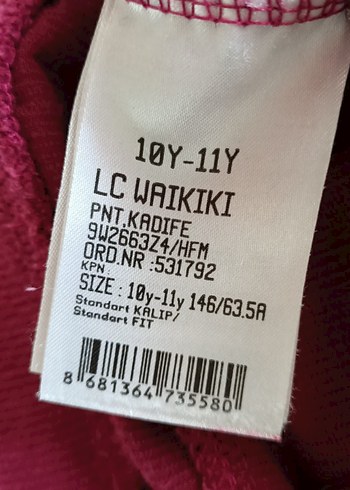 10Y-11Y
LC WAIKIKI
PNT.KADIFE
9W2663Z4/HFM
ORD.NR :531792
KPN:
SIZE : 10y-11y 146/63.5A
Standart KALIP/
Standart FIT
8 681364 735580